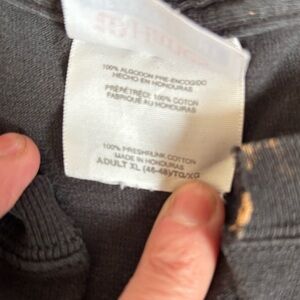 100% ALGODON PRE-ENCOGIDO
HECHO EN HONDURAS
PRÉRÉTRECI 100% COTON
FABRIQUÉ AU HONDURAS
100% PRESHRUNK COTTON
MADE IN HONDURAS
ADULT XL (46-48)/TG/XG